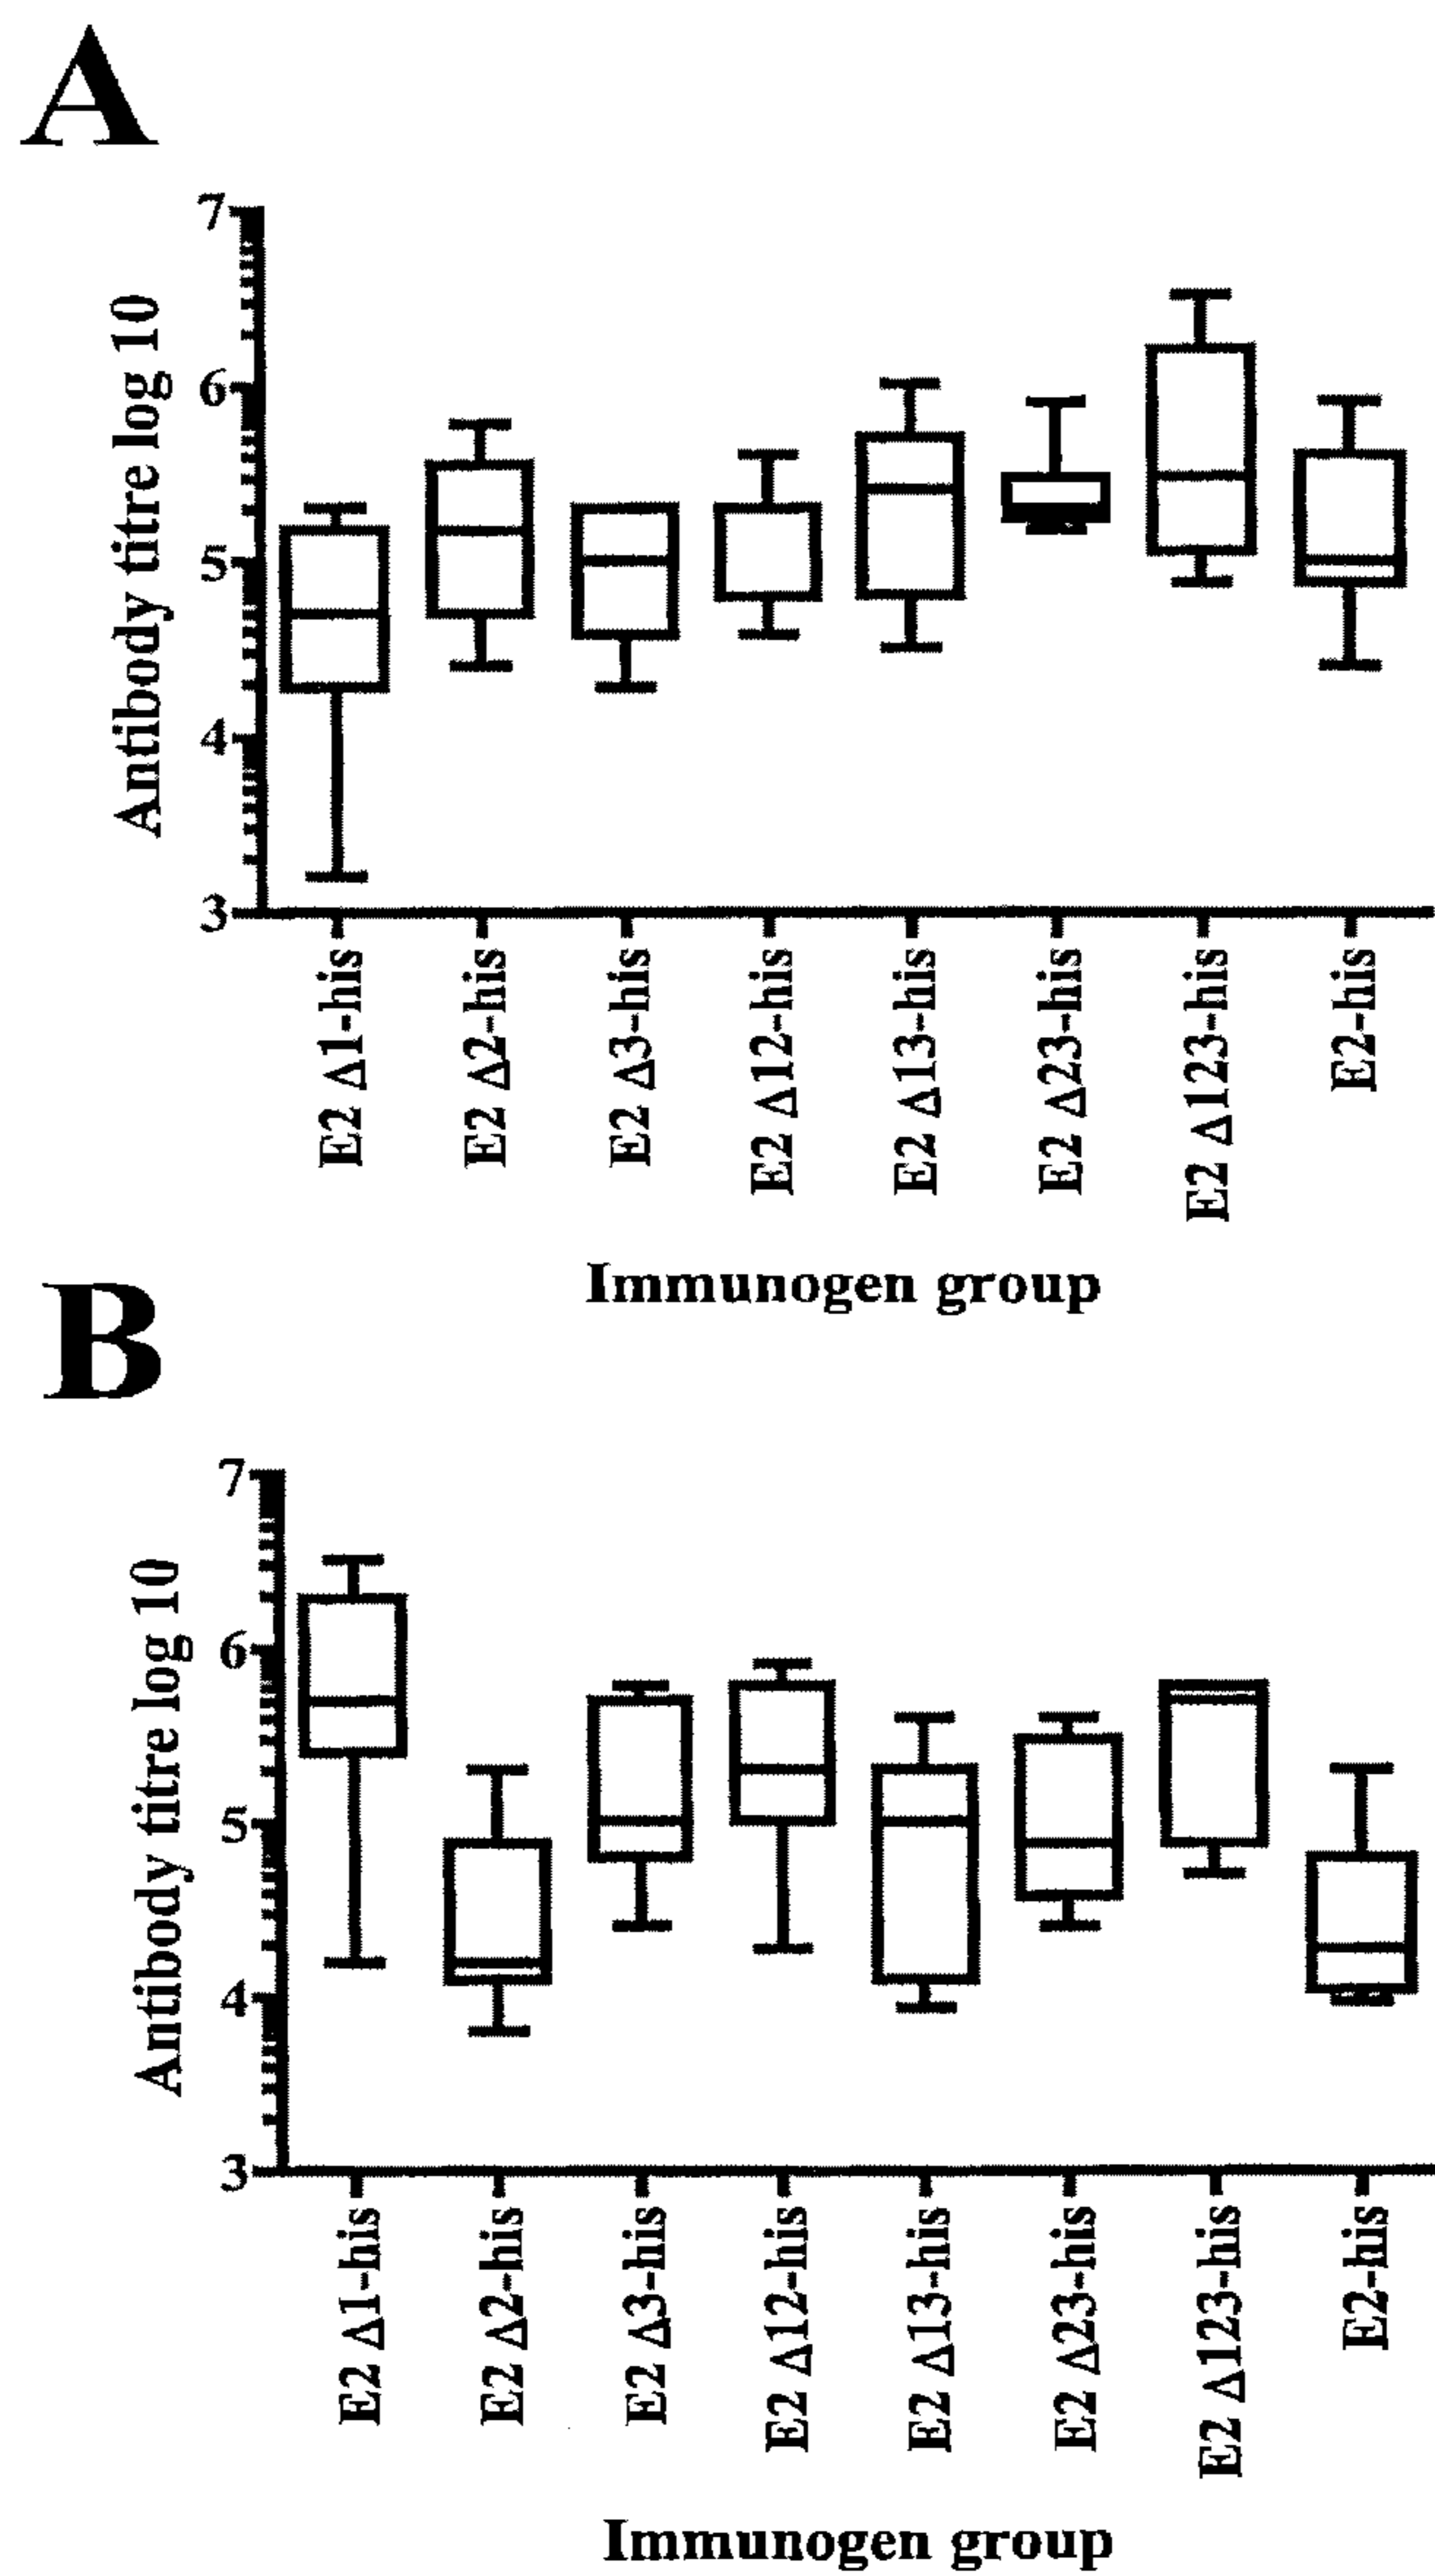 A
7
6
5
4
3
Antibody titre log 10
E2 Δ1-his
E2 Δ2-his
E2 Δ3-his
E2 Δ12-his
E2 Δ13-his
E2 Δ23-his
E2 Δ123-his
E2-his
Immunogen group
B
7
6
5
4
3
Antibody titre log 10
E2 Δ1-his
E2 Δ2-his
E2 Δ3-his
E2 Δ12-his
E2 Δ13-his
E2 Δ23-his
E2 Δ123-his
E2-his
Immunogen group